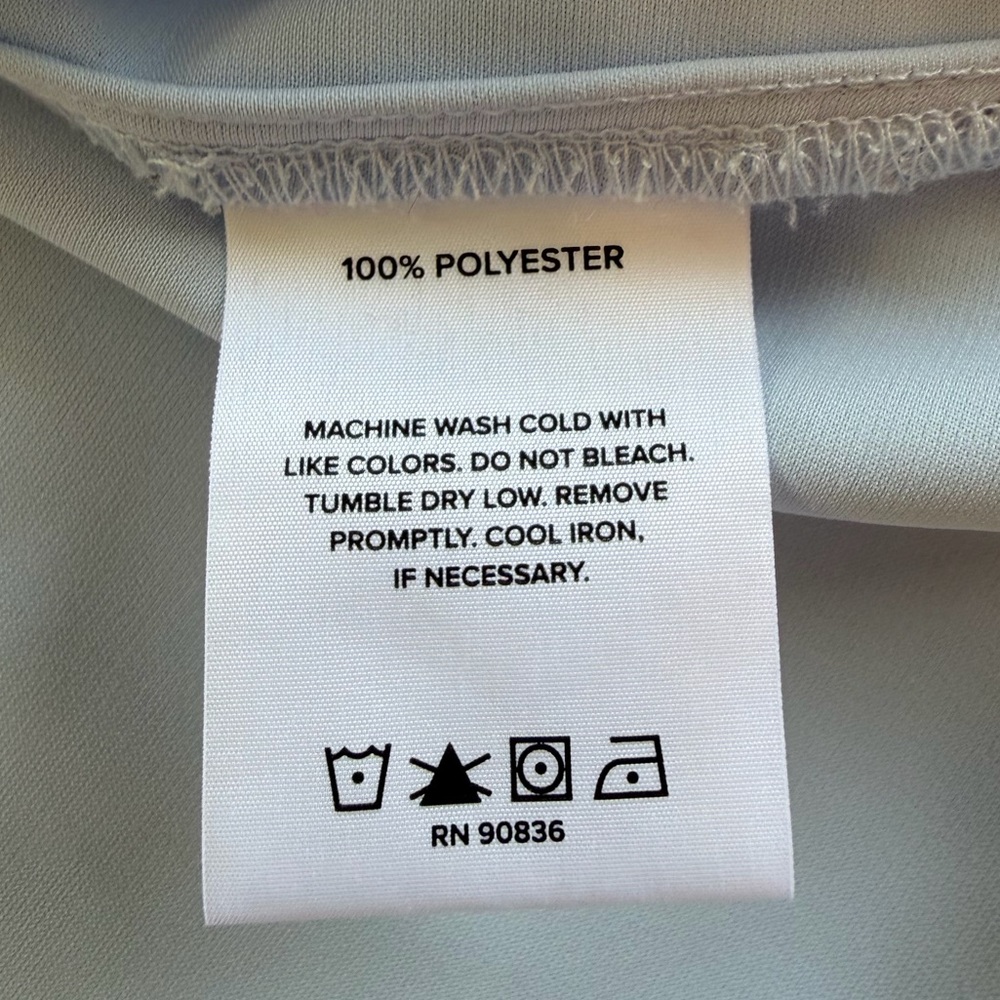 100% POLYESTER
MACHINE WASH COLD WITH
LIKE COLORS. DO NOT BLEACH.
TUMBLE DRY LOW. REMOVE
PROMPTLY. COOL IRON,
IF NECESSARY.
RN 90836